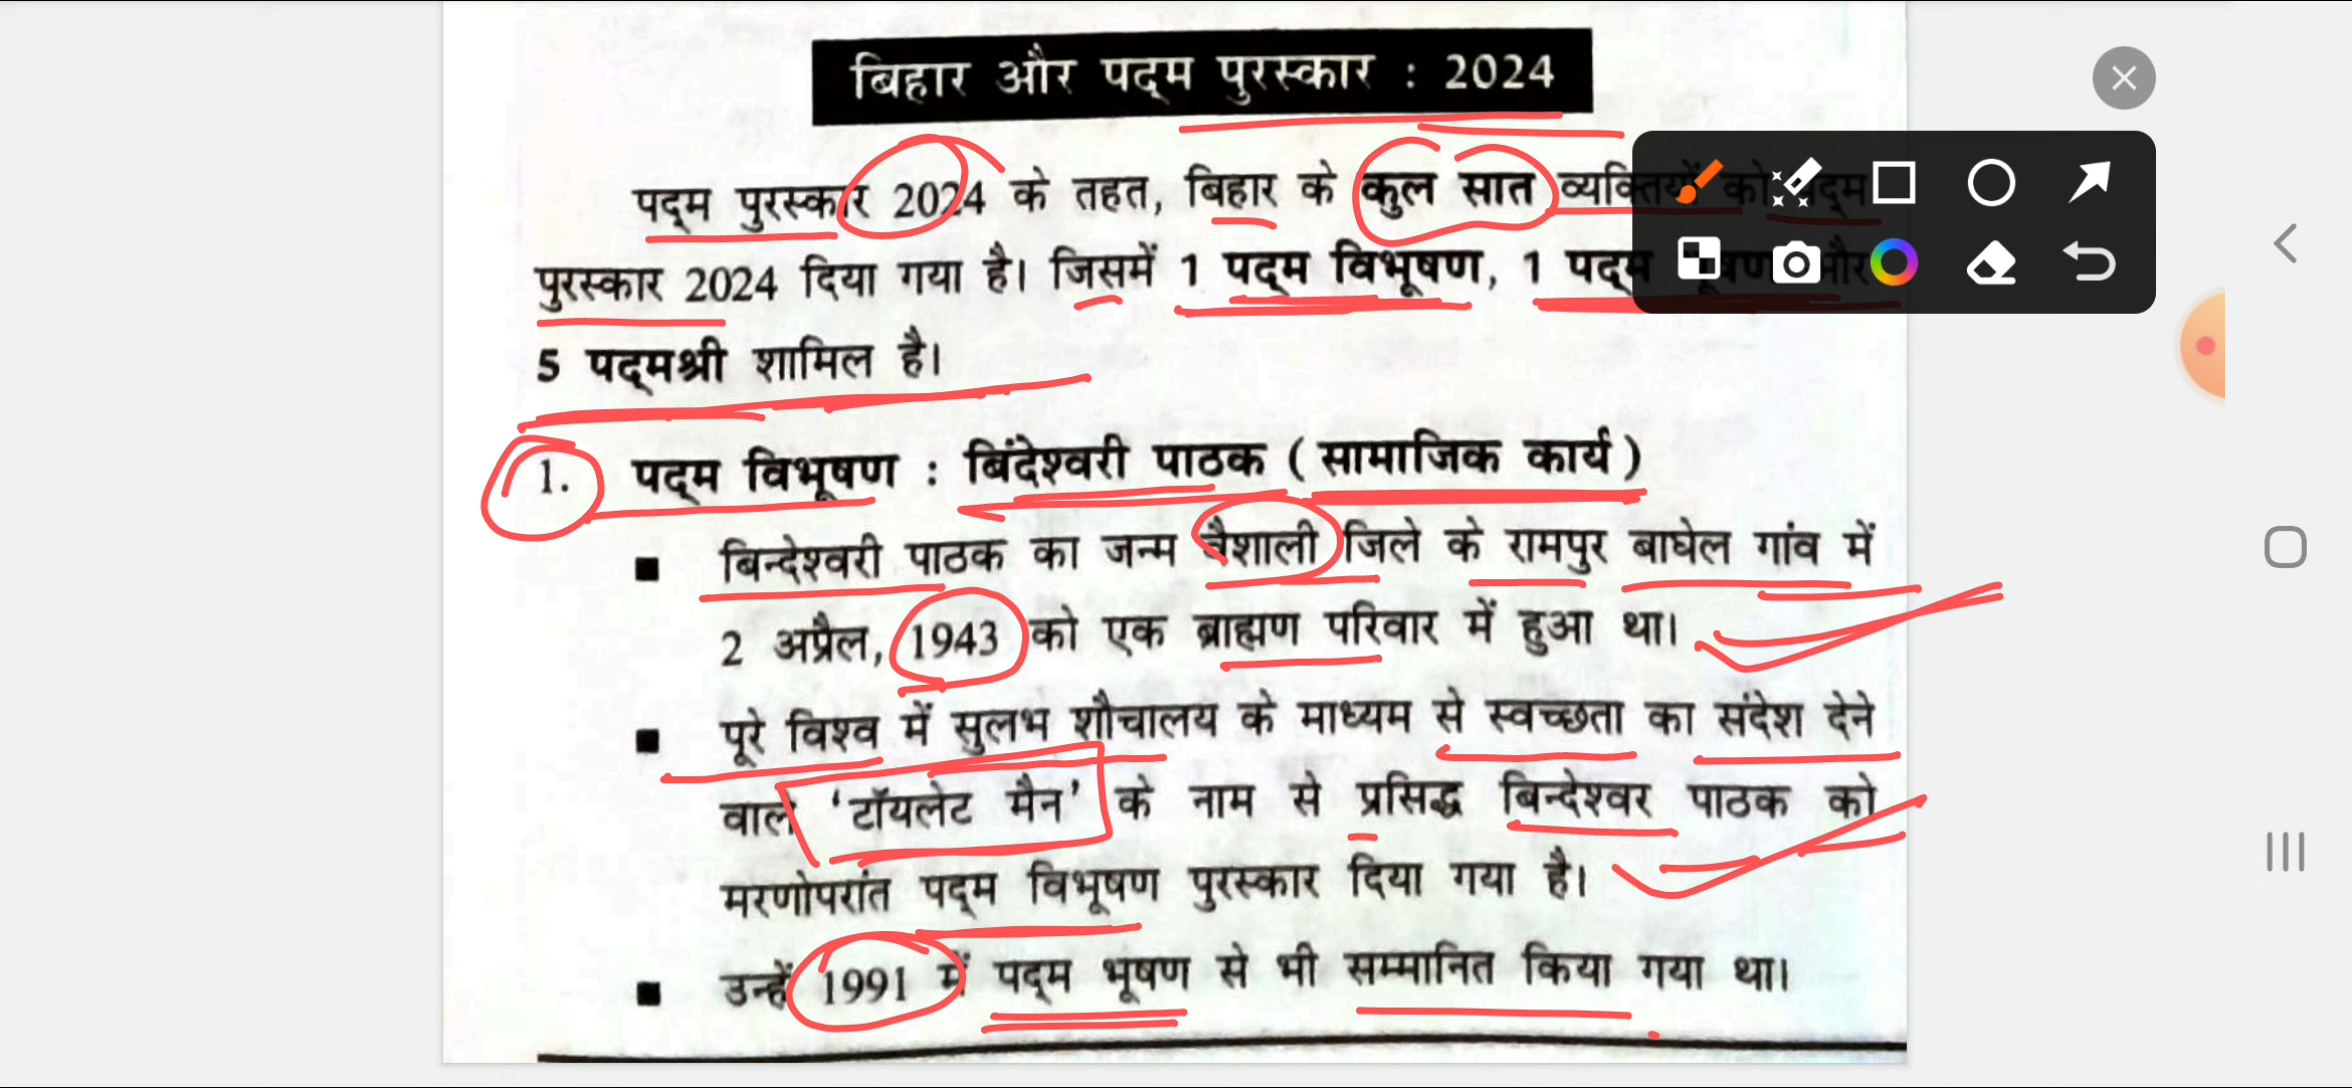 बिहार और पद्म पुरस्कार : 2024
पद्म पुरस्कार 2024 के तहत, बिहार के कुल सात व्यक्तियों को पद्म
पुरस्कार 2024 दिया गया है। जिसमें 1 पद्म विभूषण, 1 पद्म भूषण और
5 पद्मश्री शामिल है।
1. पद्म विभूषण : बिंदेश्वरी पाठक ( सामाजिक कार्य )
■ बिन्देश्वरी पाठक का जन्म वैशाली जिले के रामपुर बाघेल गांव में
2 अप्रैल, 1943 को एक ब्राह्मण परिवार में हुआ था।
■ पूरे विश्व में सुलभ शौचालय के माध्यम से स्वच्छता का संदेश देने
वाले ‘टॉयलेट मैन’ के नाम से प्रसिद्ध बिन्देश्वर पाठक को
मरणोपरांत पद्म विभूषण पुरस्कार दिया गया है।
■ उन्हें 1991 में पद्म भूषण से भी सम्मानित किया गया था।